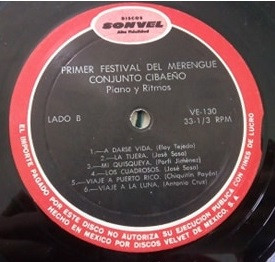 DISCOS
SONVEL
Alta Fidelidad
PRIMER FESTIVAL DEL MERENGUE
CONJUNTO CIBAEÑO
Piano y Ritmos
LADO B
VE-130
33-1/3 RPM
1.—A DARSE VIDA, (Eloy Tejeda)
2.—LA TIJERA. (José Sosa)
3.—MI QUISQUEYA. (Porfi Jiménez)
4.—LOS CUADROSOS. (José Sosa)
5.—VIAJE A PUERTO RICO. (Chiquitín Payán)
6.—VIAJE A LA LUNA. (Antonio Cruz)
EL IMPORTE PAGADO POR ESTE DISCO NO AUTORIZA SU EJECUCION PUBLICA CON FINES DE LUCRO
HECHO EN MEXICO POR DISCOS VELVET DE MEXICO, S.A.